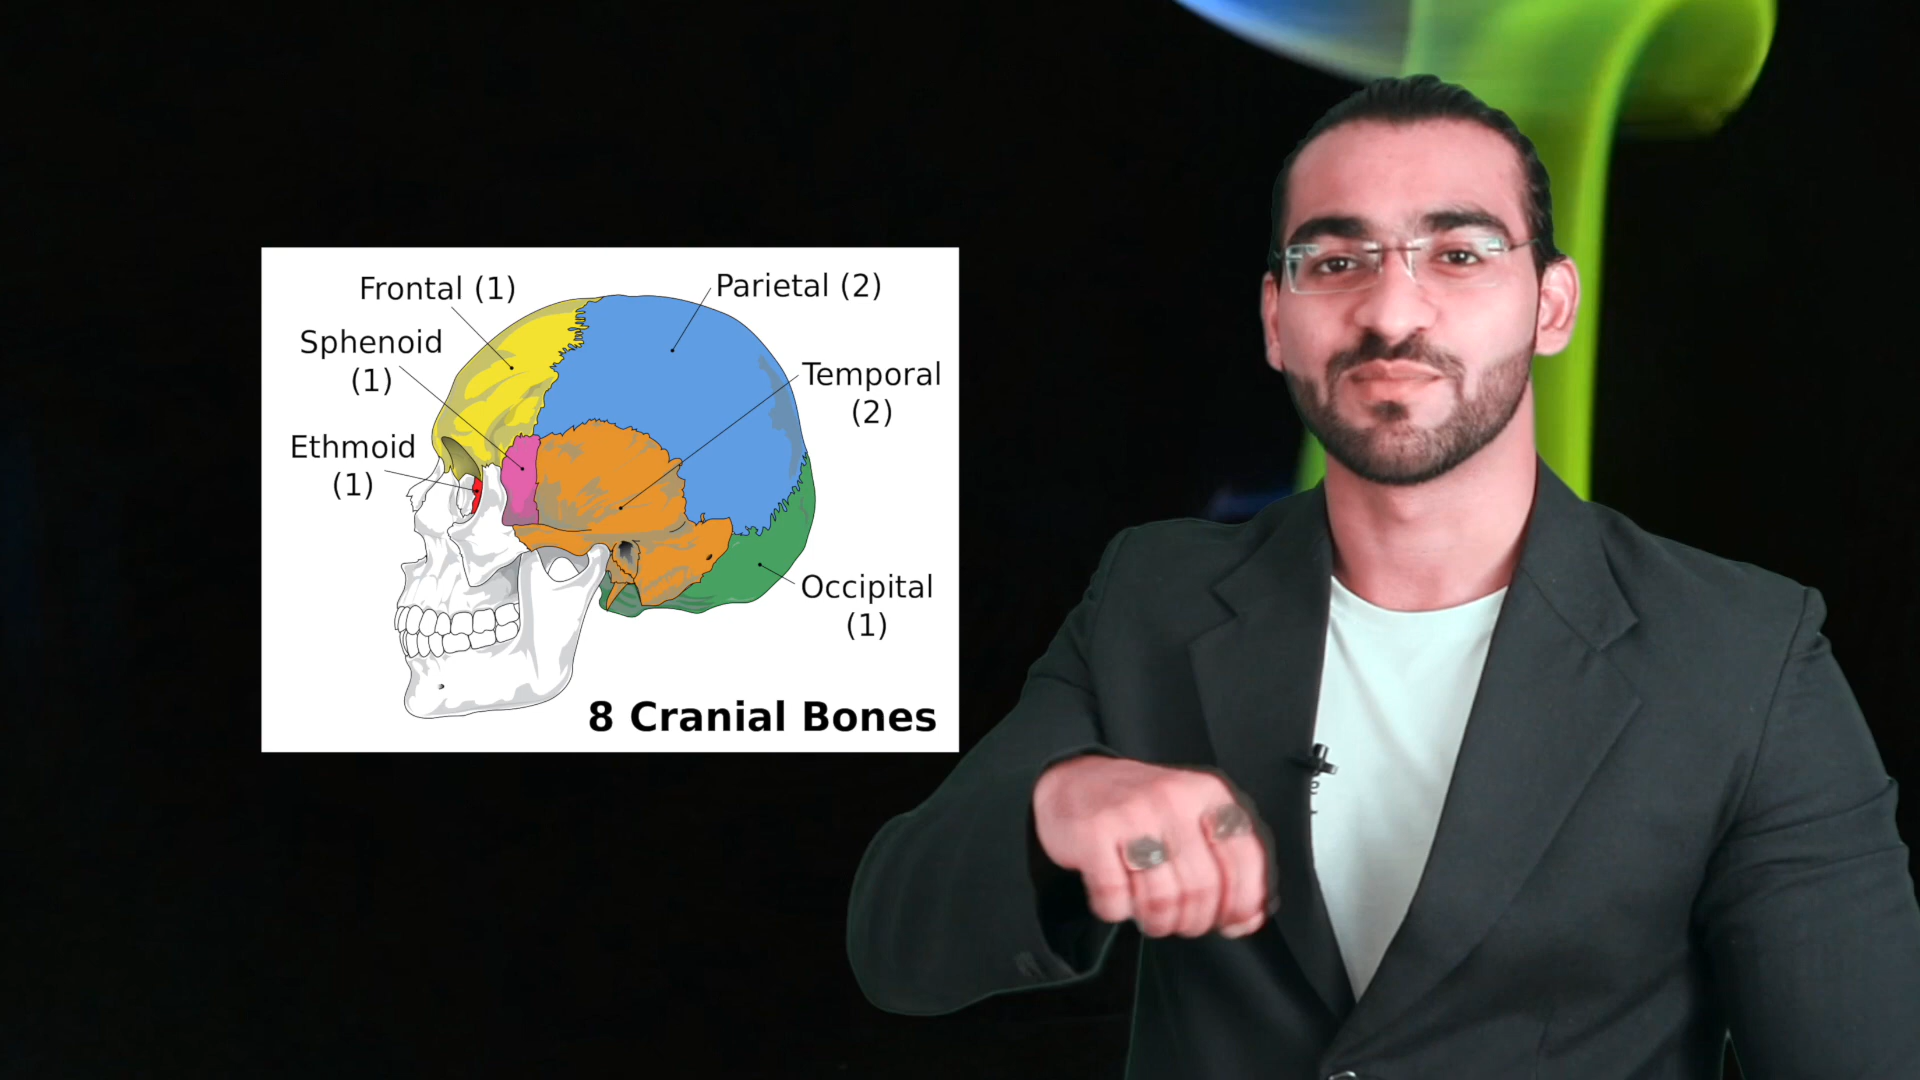 Frontal (1)
Parietal (2)
Sphenoid
(1)
Temporal
(2)
Ethmoid
(1)
Occipital
(1)
8 Cranial Bones